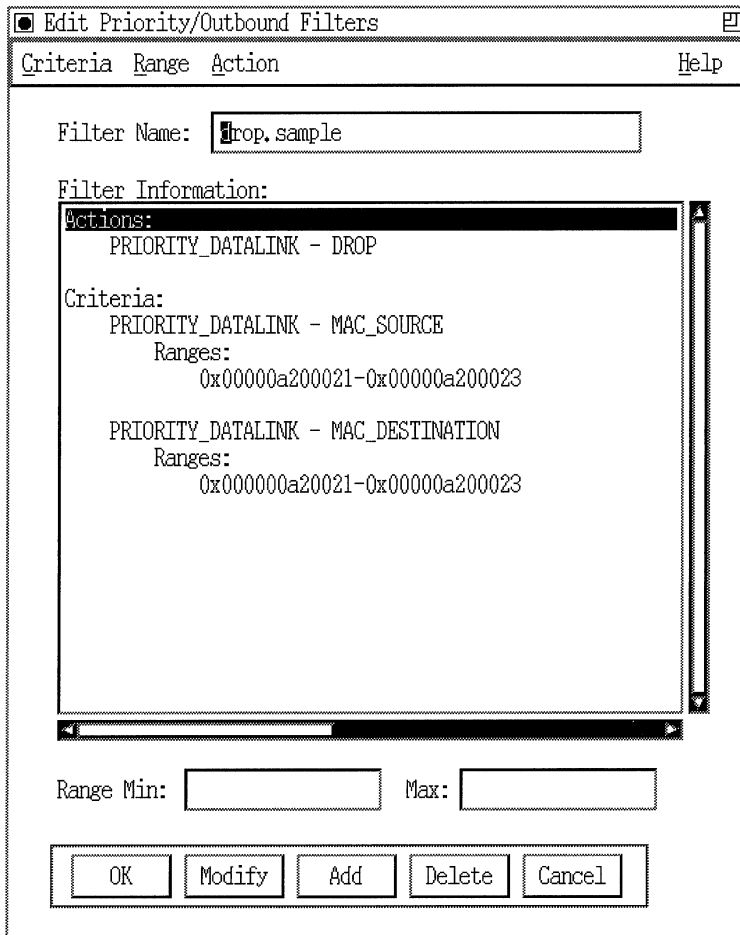 Edit Priority/Outbound Filters
Criteria Range Action Help
Filter Name: drop.sample
Filter Information:
Actions:
PRIORITY_DATALINK - DROP
Criteria:
PRIORITY_DATALINK - MAC_SOURCE
Ranges:
0x00000a200021-0x00000a200023
PRIORITY_DATALINK - MAC_DESTINATION
Ranges:
0x000000a20021-0x00000a200023
Range Min: Max:
OK Modify Add Delete Cancel